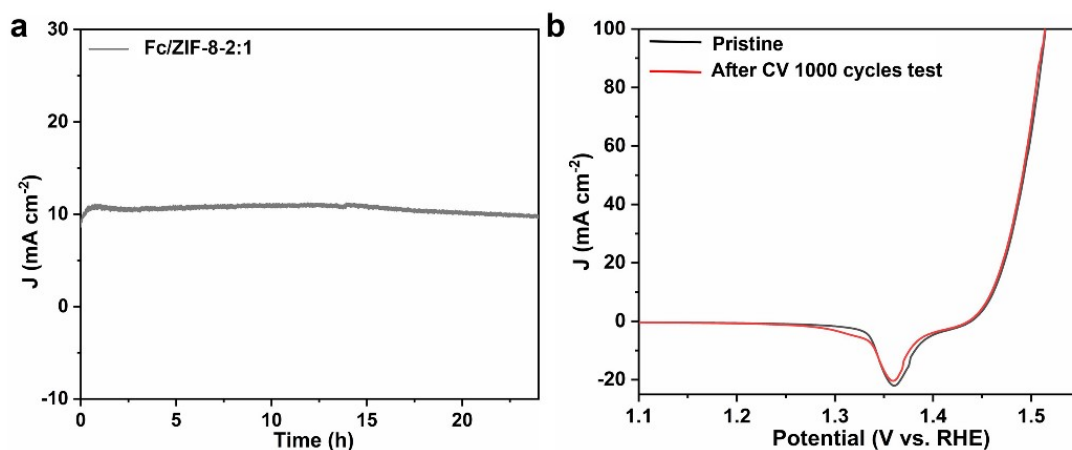 a
Fc/ZIF-8-2:1
30
20
10
0
-10
J (mA cm⁻²)
0
5
10
15
20
Time (h)
b
Pristine
After CV 1000 cycles test
100
80
60
40
20
0
-20
J (mA cm⁻²)
1.1
1.2
1.3
1.4
1.5
Potential (V vs. RHE)